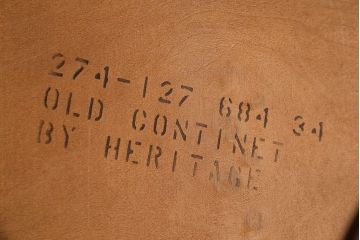 274-127 684 34
OLD CONTINET
BY HERITAGE